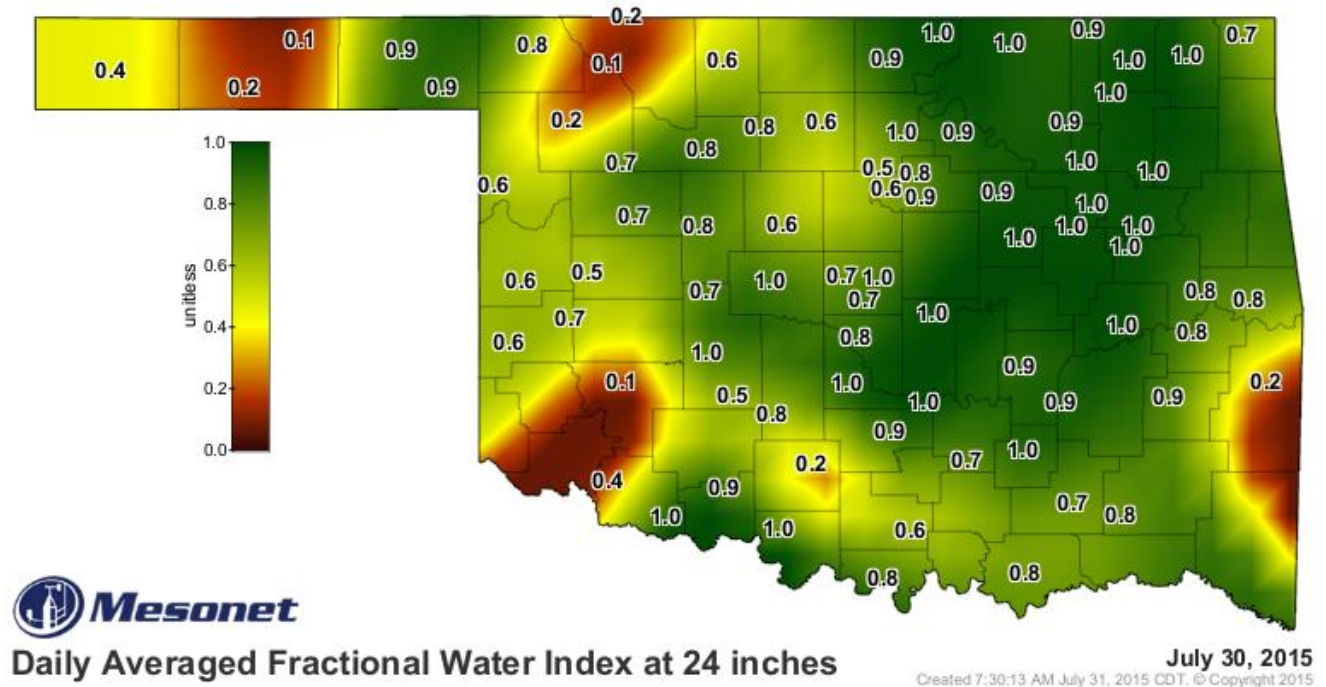 0.2
1.0 0.9 0.7
0.1 0.8 1.0 1.0
0.9 0.9 1.0
0.4 0.1 0.6
0.2 0.9 1.0
0.2 0.8 0.6 1.0 0.9 0.9
0.8
0.7 0.5 0.8 1.0 1.0
0.6 0.6 0.9 0.9
0.7 0.8 0.6 1.0
1.0 1.0 1.0
1.0
0.6 0.5 1.0 0.7 1.0
0.7 0.7 0.8 0.8
0.7 1.0
0.6 0.8 1.0 0.8
1.0 0.9
0.1 1.0 0.2
0.5 0.8 1.0 0.9 0.9
0.9
0.2 0.7 1.0
0.4 0.9
1.0 1.0 0.6 0.7 0.8
0.8 0.8
1.0
0.8
0.6
0.4
0.2
0.0
unitless
Mesonet
Daily Averaged Fractional Water Index at 24 inches
July 30, 2015
Created 7:30:13 AM July 31, 2015 CDT. © Copyright 2015